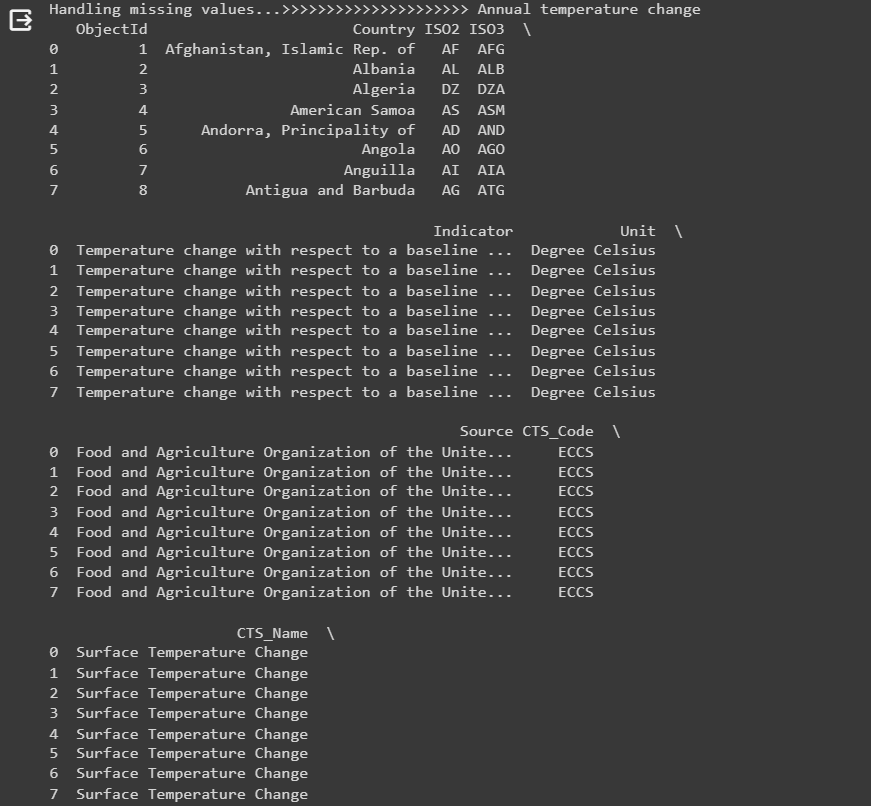 Handling missing values...>>>>>>>>>>>>>>>>>>>>> Annual temperature change
ObjectId Country ISO2 ISO3 \
0 1 Afghanistan, Islamic Rep. of AF AFG
1 2 Albania AL ALB
2 3 Algeria DZ DZA
3 4 American Samoa AS ASM
4 5 Andorra, Principality of AD AND
5 6 Angola AO AGO
6 7 Anguilla AI AIA
7 8 Antigua and Barbuda AG ATG
Indicator Unit \
0 Temperature change with respect to a baseline ... Degree Celsius
1 Temperature change with respect to a baseline ... Degree Celsius
2 Temperature change with respect to a baseline ... Degree Celsius
3 Temperature change with respect to a baseline ... Degree Celsius
4 Temperature change with respect to a baseline ... Degree Celsius
5 Temperature change with respect to a baseline ... Degree Celsius
6 Temperature change with respect to a baseline ... Degree Celsius
7 Temperature change with respect to a baseline ... Degree Celsius
Source CTS_Code \
0 Food and Agriculture Organization of the Unite... ECCS
1 Food and Agriculture Organization of the Unite... ECCS
2 Food and Agriculture Organization of the Unite... ECCS
3 Food and Agriculture Organization of the Unite... ECCS
4 Food and Agriculture Organization of the Unite... ECCS
5 Food and Agriculture Organization of the Unite... ECCS
6 Food and Agriculture Organization of the Unite... ECCS
7 Food and Agriculture Organization of the Unite... ECCS
CTS_Name \
0 Surface Temperature Change
1 Surface Temperature Change
2 Surface Temperature Change
3 Surface Temperature Change
4 Surface Temperature Change
5 Surface Temperature Change
6 Surface Temperature Change
7 Surface Temperature Change